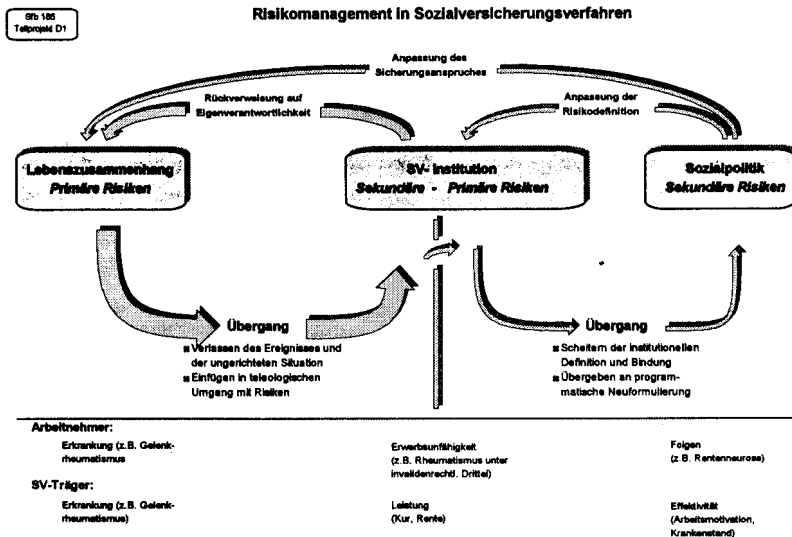 Sfb 186
Teilprojekt D1
Risikomanagement in Sozialversicherungsverfahren
Anpassung des
Sicherungsanspruches
Rückverweisung auf
Eigenverantwortlichkeit
Anpassung der
Risikodefinition
Lebenszusammenhang
Primäre Risiken
SV- Institution
Sekundäre - Primäre Risiken
Sozialpolitik
Sekundäre Risiken
Übergang
Verlassen des Ereignisses und
der ungerichteten Situation
Einfügen in teleologischen
Umgang mit Risiken
Übergang
Scheitern der institutionellen
Definition und Bindung
Übergeben an program-
matische Neuformulierung
Arbeitnehmer:
Erkrankung (z.B. Gelenk-
rheumatismus
Erwerbsunfähigkeit
(z.B. Rheumatismus unter
invalidenrechtl. Drittel)
Folgen
(z.B. Rentenneurose)
SV-Träger:
Erkrankung (z.B. Gelenk-
rheumatismus)
Leistung
(Kur, Rente)
Effektivität
(Arbeitsmotivation,
Krankenstand)